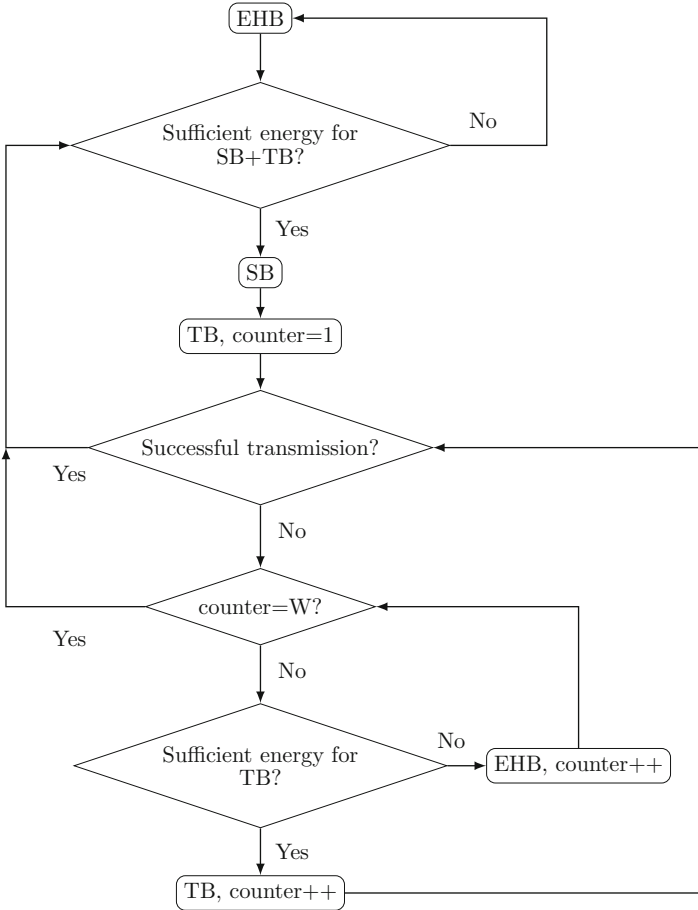 EHB
No
Sufficient energy for
SB+TB?
Yes
SB
TB, counter=1
Successful transmission?
Yes
No
counter=W?
Yes
No
Sufficient energy for
TB?
No
EHB, counter++
Yes
TB, counter++